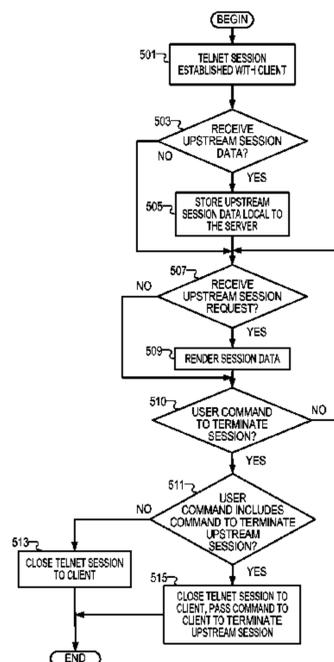 BEGIN
501
TELNET SESSION
ESTABLISHED WITH CLIENT
503
RECEIVE
UPSTREAM SESSION
DATA?
NO
YES
505
STORE UPSTREAM
SESSION DATA LOCAL TO
THE SERVER
507
RECEIVE
UPSTREAM SESSION
REQUEST?
NO
YES
509
RENDER SESSION DATA
510
USER COMMAND
TO TERMINATE
SESSION?
NO
YES
511
USER
COMMAND INCLUDES
COMMAND TO TERMINATE
UPSTREAM
SESSION?
NO
YES
513
CLOSE TELNET SESSION
TO CLIENT
515
CLOSE TELNET SESSION TO
CLIENT, PASS COMMAND TO
CLIENT TO TERMINATE
UPSTREAM SESSION
END